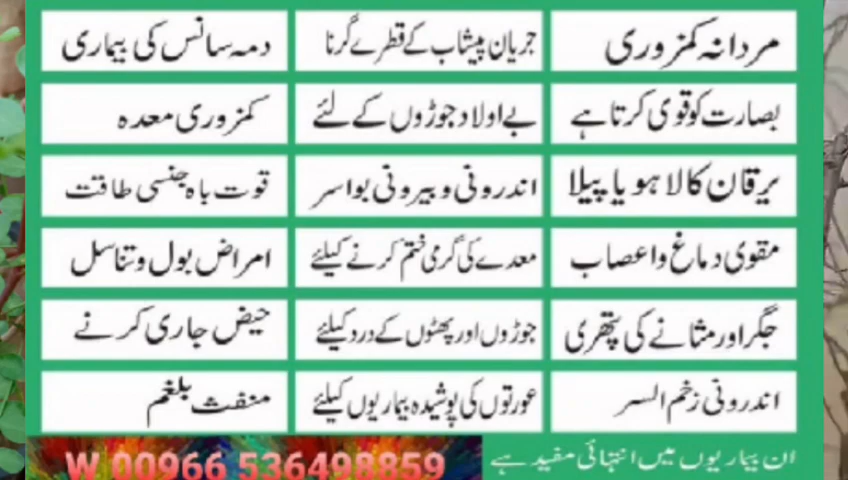 مردانہ کمزوری
جریان پیشاب کے قطرے گرنا
دمہ سانس کی بیماری
بصارت کو قوی کرتا ہے
بے اولاد جوڑوں کے لئے
کمزوری معدہ
یرقان کالا ہو یا پیلا
اندرونی و بیرونی بواسر
قوت باہ جنسی طاقت
مقوی دماغ و اعصاب
معدے کی گرمی ختم کرنے کیلئے
امراض بول و تناسل
جگر اور مثانے کی پتھری
جوڑوں اور پھٹوں کے درد کیلئے
حیض جاری کرنے
اندرونی زخم السر
عورتوں کی پوشیدہ بیماریوں کیلئے
منفث بلغم
ان بیماریوں میں انتہائی مفید ہے
W 00966 536498859